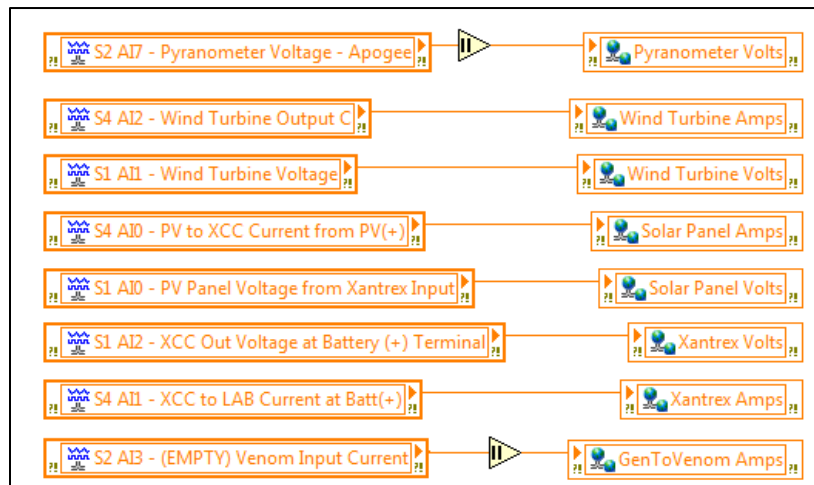 S2 AI7 - Pyranometer Voltage - Apogee Pyranometer Volts
S4 AI2 - Wind Turbine Output C Wind Turbine Amps
S1 AI1 - Wind Turbine Voltage Wind Turbine Volts
S4 AI0 - PV to XCC Current from PV(+) Solar Panel Amps
S1 AI0 - PV Panel Voltage from Xantrex Input Solar Panel Volts
S1 AI2 - XCC Out Voltage at Battery (+) Terminal Xantrex Volts
S4 AI1 - XCC to LAB Current at Batt(+) Xantrex Amps
S2 AI3 - (EMPTY) Venom Input Current GenToVenom Amps